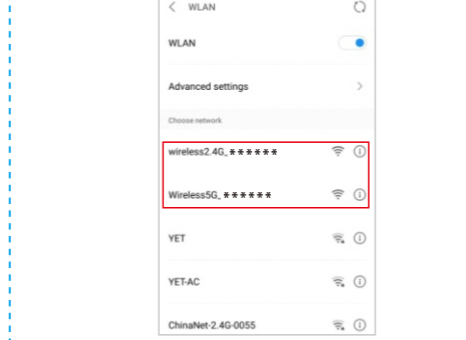 WLAN
WLAN
Advanced settings
Choose network
wireless2.4G_******
Wireless5G_******
YET
YET-AC
ChinaNet-2.4G-0055